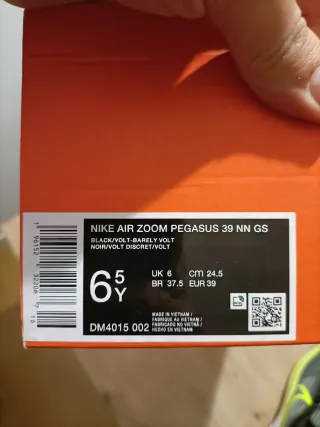 NIKE AIR ZOOM PEGASUS 39 NN GS
BLACK/VOLT-BARELY VOLT
NOIR/VOLT DISCRET/VOLT
6 5 Y
UK 6 cm 24.5
BR 37.5 EUR 39
DM4015 002
MADE IN VIETNAM /
FABRIQUÉ AU VIETNAM /
FABRICADO NO VIETNÃ /
HECHO EN VIETNAM